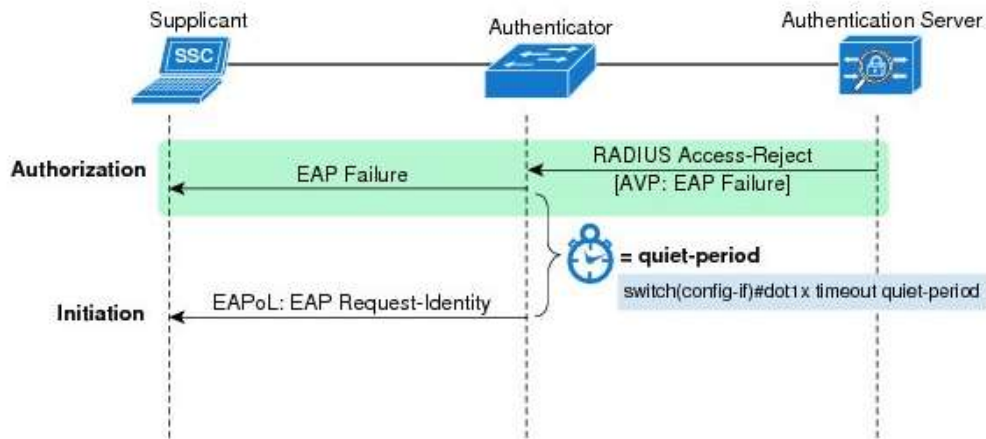 Supplicant
Authenticator
Authentication Server
SSC
Authorization
EAP Failure
RADIUS Access-Reject
[AVP: EAP Failure]
= quiet-period
switch(config-if)#dot1x timeout quiet-period
Initiation
EAPoL: EAP Request-Identity